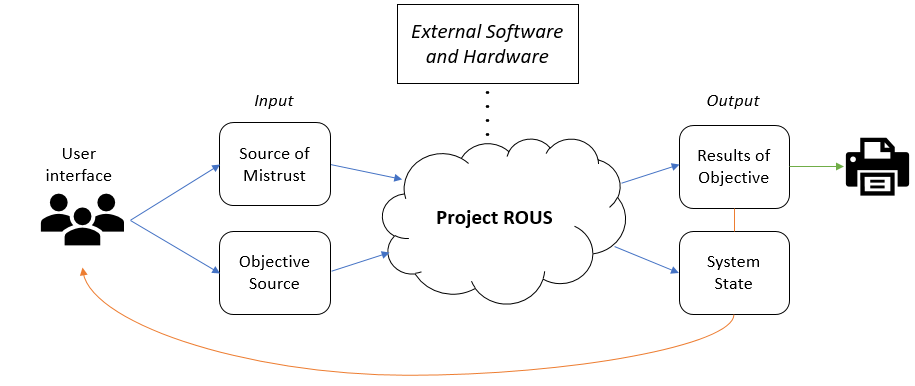 External Software
and Hardware
Input
Output
User
interface
Source of
Mistrust
Results of
Objective
Project ROUS
Objective
Source
System
State